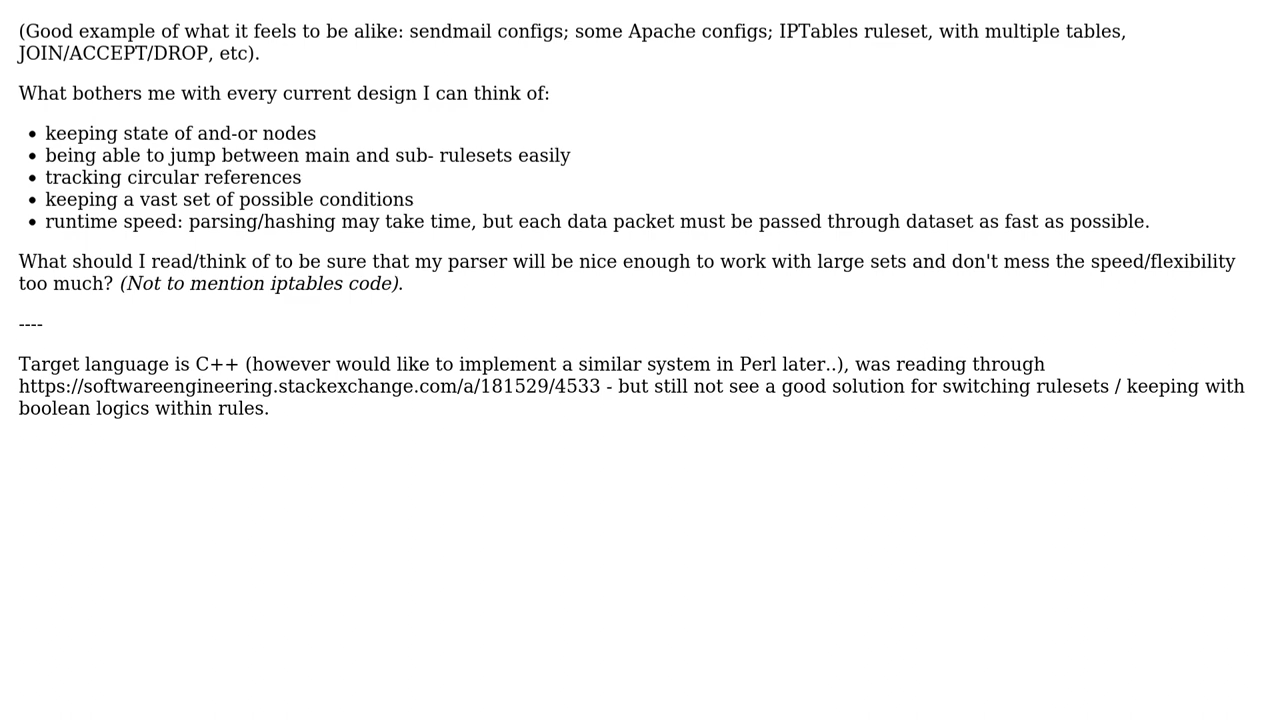 (Good example of what it feels to be alike: sendmail configs; some Apache configs; IPTables ruleset, with multiple tables,
JOIN/ACCEPT/DROP, etc).
What bothers me with every current design I can think of:
• keeping state of and-or nodes
• being able to jump between main and sub- rulesets easily
• tracking circular references
• keeping a vast set of possible conditions
• runtime speed: parsing/hashing may take time, but each data packet must be passed through dataset as fast as possible.
What should I read/think of to be sure that my parser will be nice enough to work with large sets and don't mess the speed/flexibility
too much? (Not to mention iptables code).
----
Target language is C++ (however would like to implement a similar system in Perl later..), was reading through
https://softwareengineering.stackexchange.com/a/181529/4533 - but still not see a good solution for switching rulesets / keeping with
boolean logics within rules.